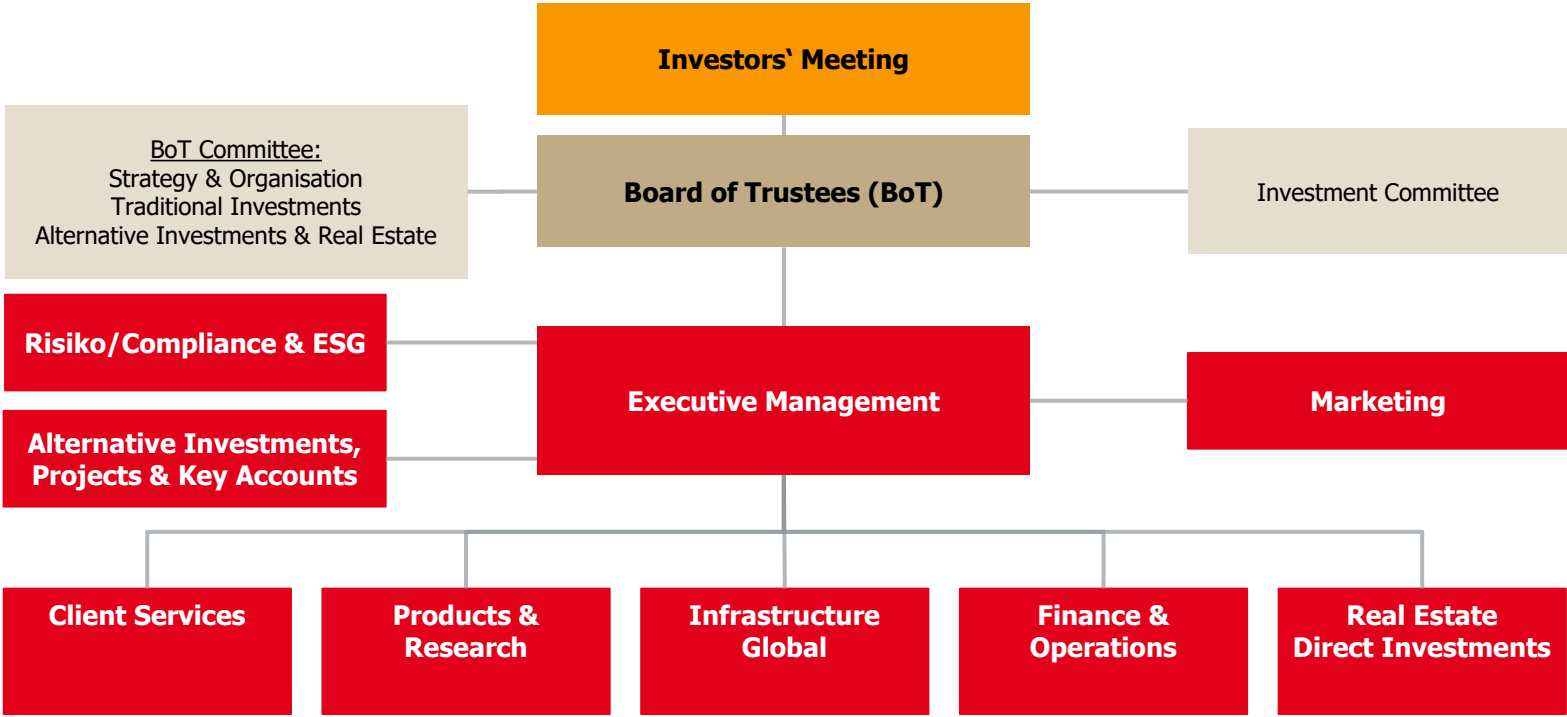 Investors‘ Meeting
BoT Committee:
Strategy & Organisation
Traditional Investments
Alternative Investments & Real Estate
Board of Trustees (BoT)
Investment Committee
Risiko/Compliance & ESG
Executive Management
Marketing
Alternative Investments,
Projects & Key Accounts
Client Services
Products &
Research
Infrastructure
Global
Finance &
Operations
Real Estate
Direct Investments